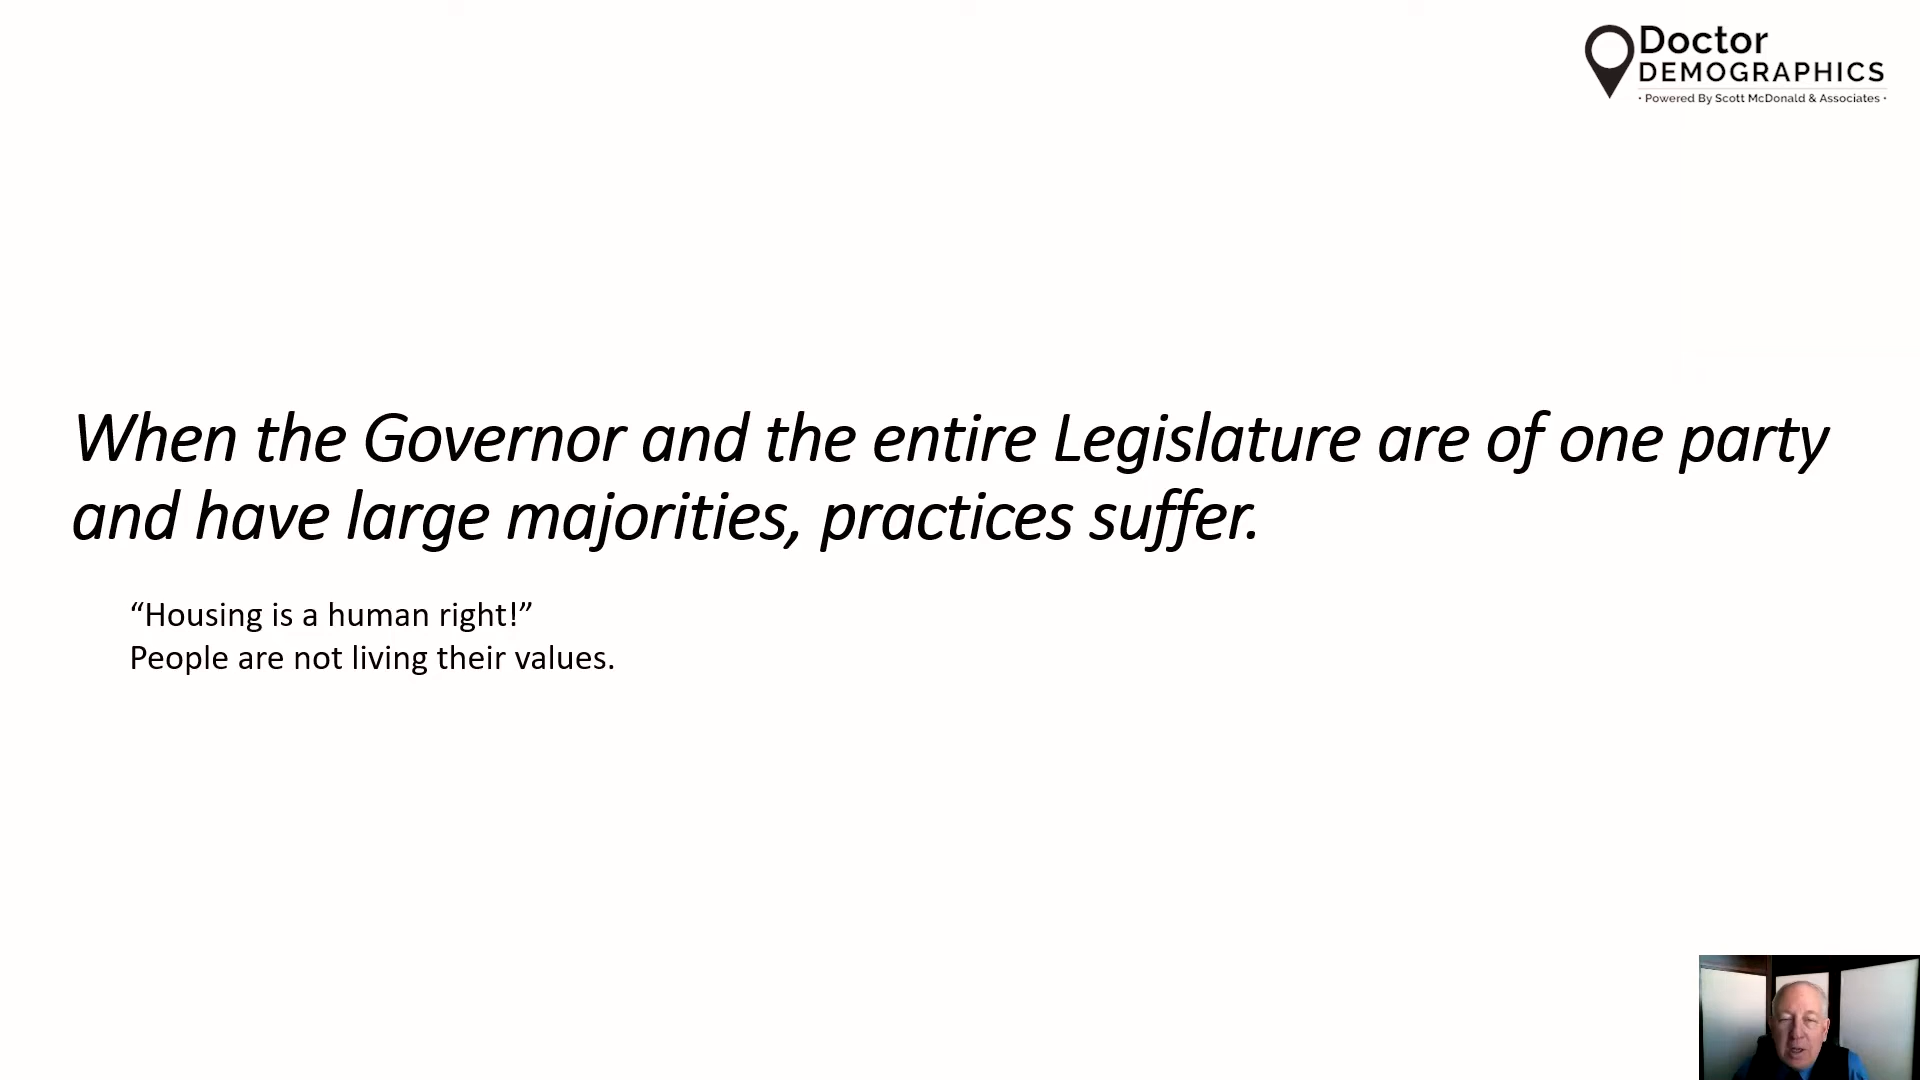 Doctor
DEMOGRAPHICS
• Powered By Scott McDonald & Associates •
When the Governor and the entire Legislature are of one party
and have large majorities, practices suffer.
“Housing is a human right!”
People are not living their values.